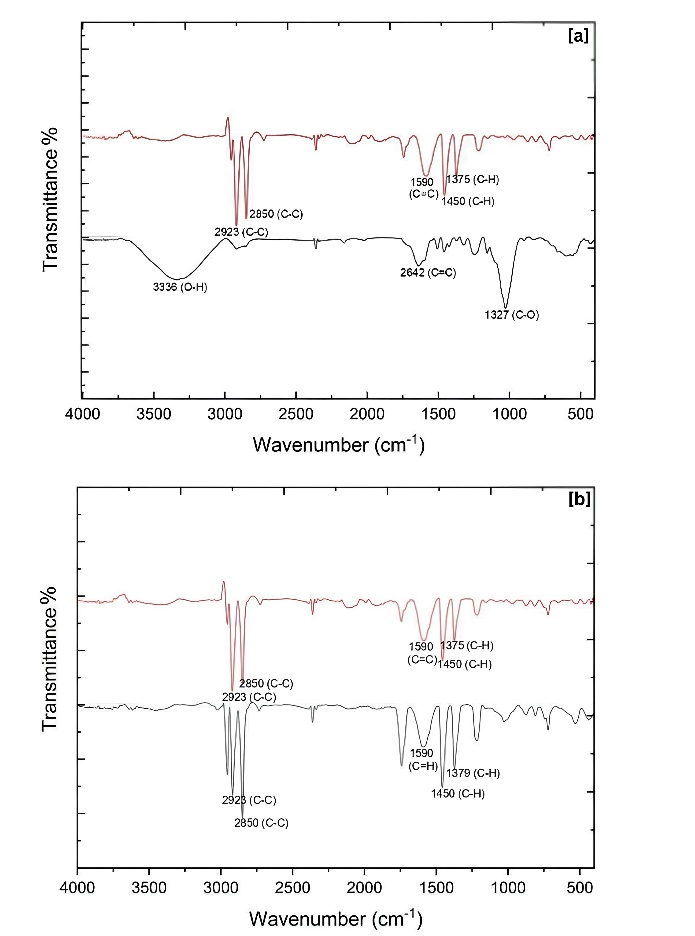 [a]
Transmittance %
1590
(C=C)
1375 (C-H)
1450 (C-H)
2850 (C-C)
2923 (C-C)
3336 (O-H)
2642 (C=C)
1327 (C-O)
4000 3500 3000 2500 2000 1500 1000 500
Wavenumber (cm-1)
[b]
Transmittance %
1590
(C=C)
1375 (C-H)
1450 (C-H)
2850 (C-C)
2923 (C-C)
1590
(C=H)
1379 (C-H)
1450 (C-H)
2923 (C-C)
2850 (C-C)
4000 3500 3000 2500 2000 1500 1000 500
Wavenumber (cm-1)